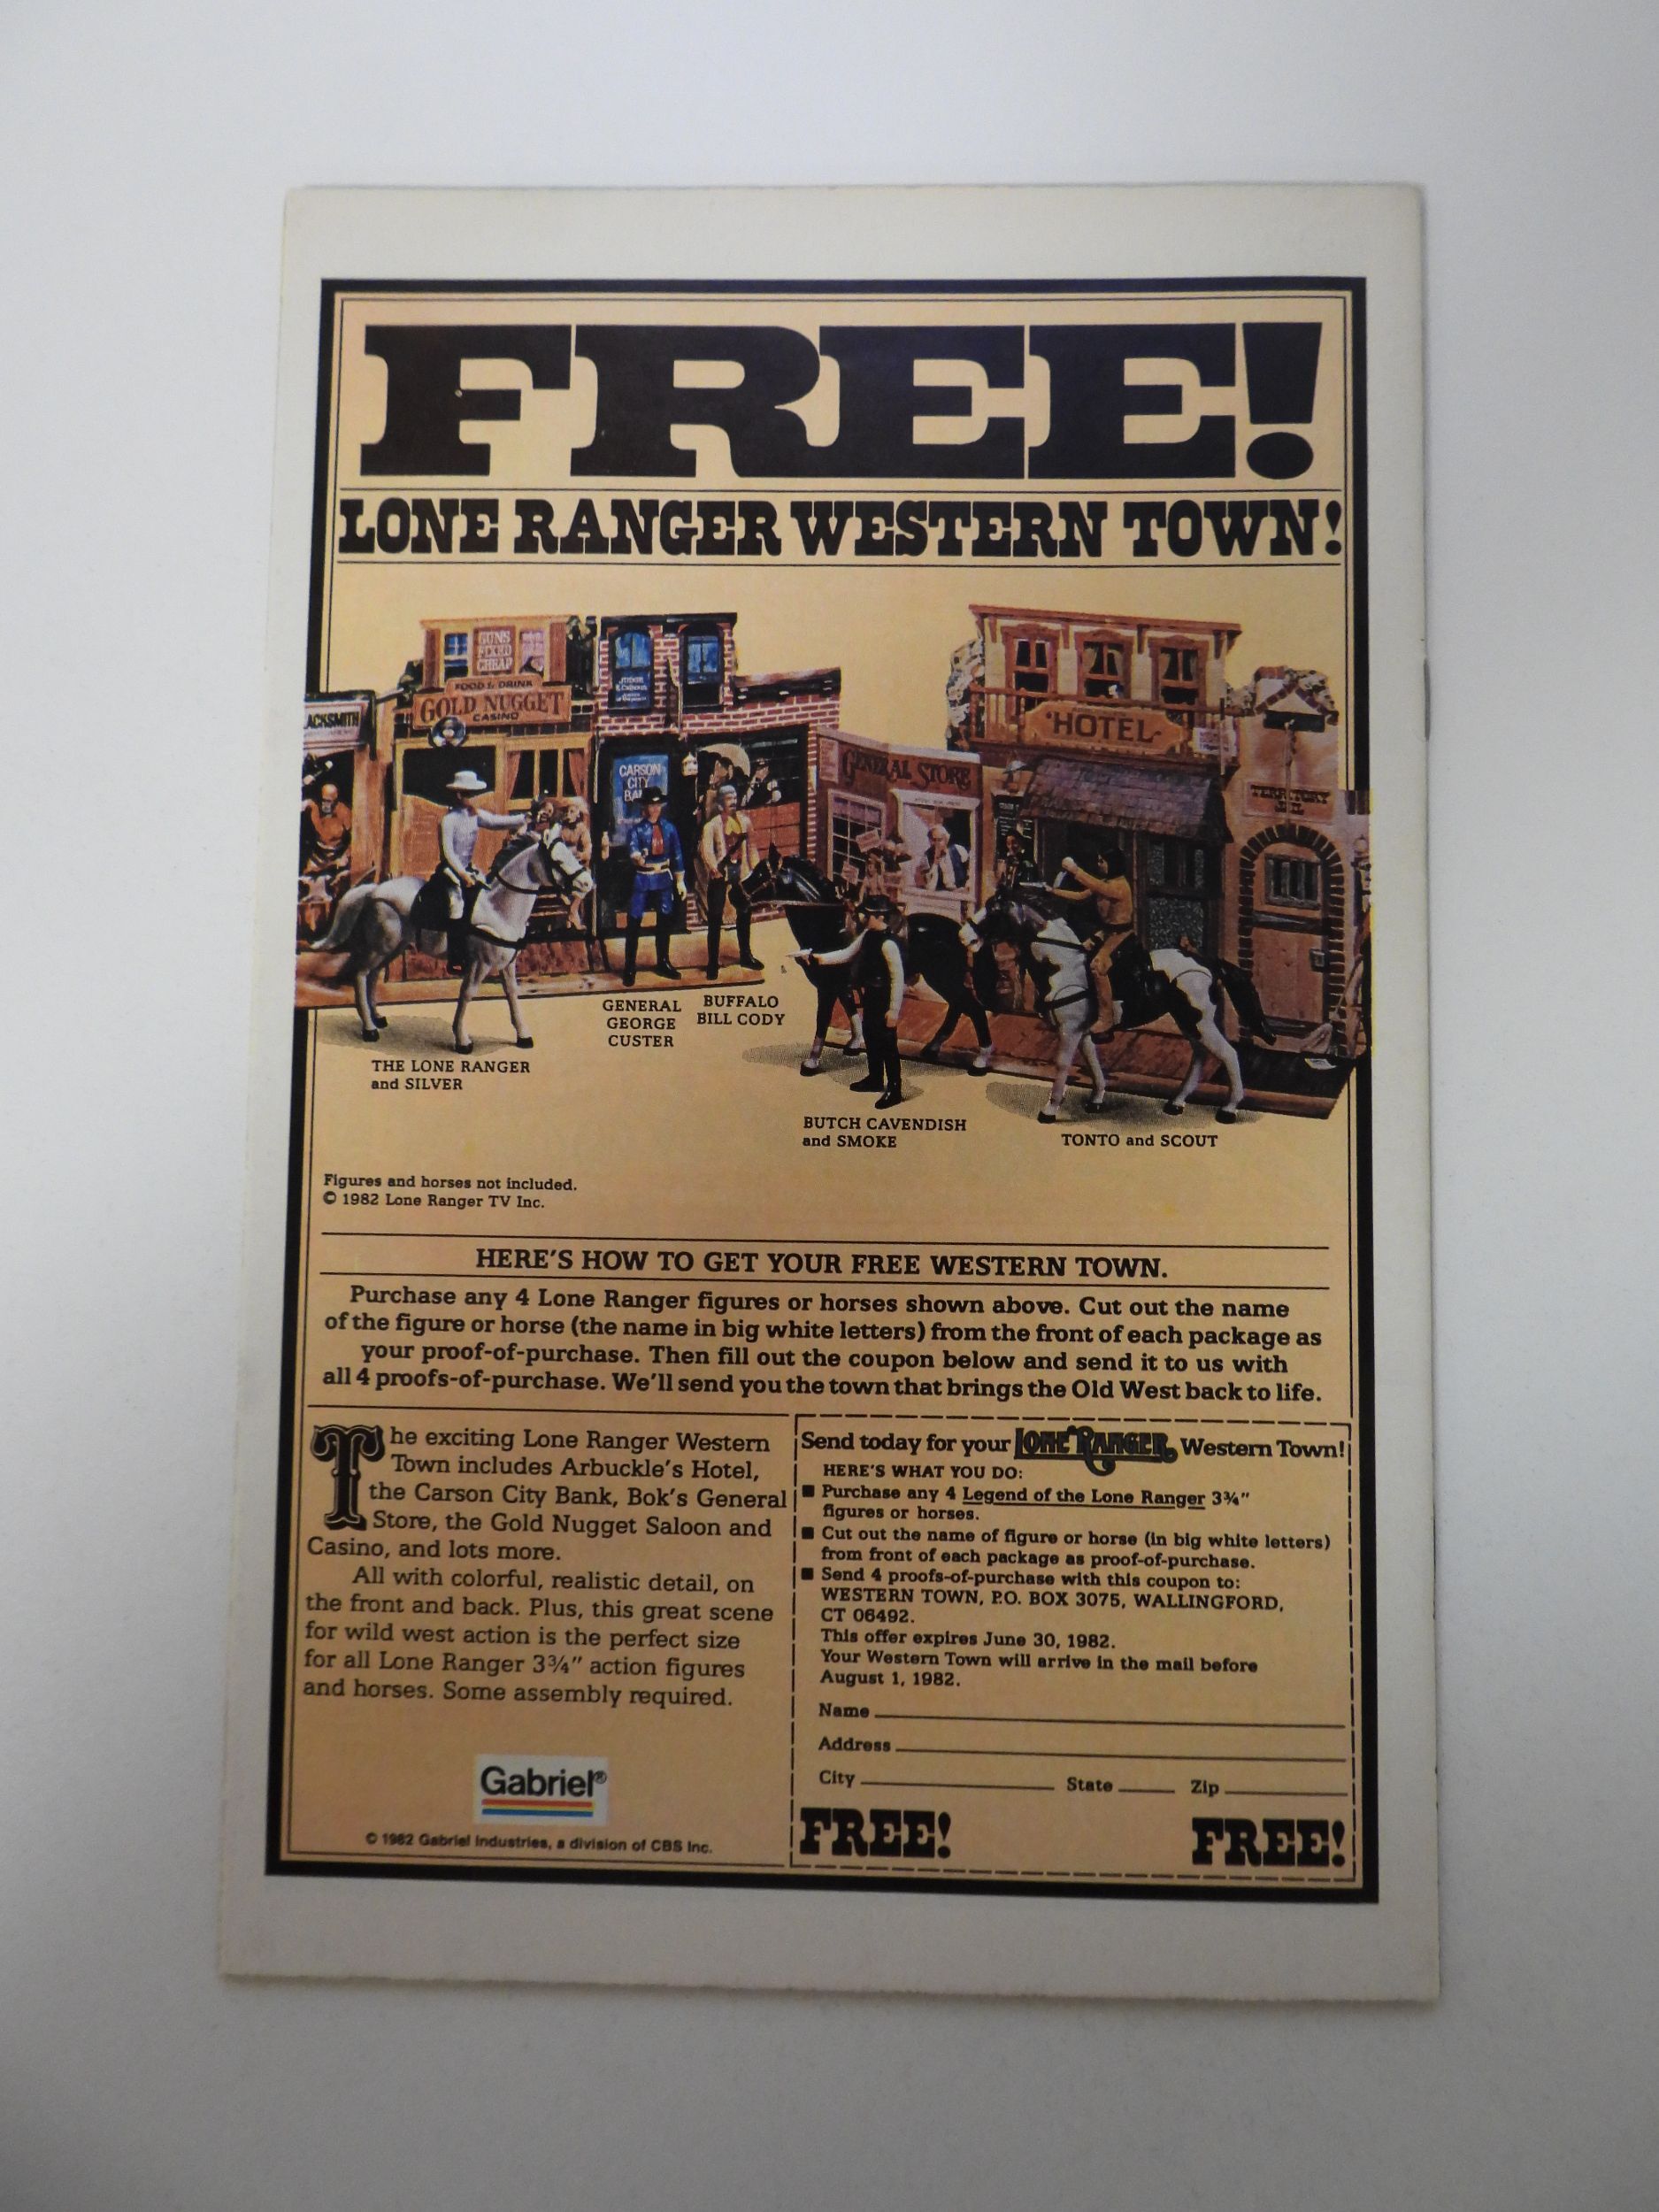 FREE!
LONE RANGER WESTERN TOWN!
GUNS
FIXED
CHEAP
FOOD & DRINK
GOLD NUGGET
CASINO
ACKSMITH
CARSON
CITY
HOTEL
GENERAL STORE
GENERAL
GEORGE
CUSTER
BUFFALO
BILL CODY
THE LONE RANGER
and SILVER
BUTCH CAVENDISH
and SMOKE
TONTO and SCOUT
Figures and horses not included.
© 1982 Lone Ranger TV Inc.
HERE'S HOW TO GET YOUR FREE WESTERN TOWN.
Purchase any 4 Lone Ranger figures or horses shown above. Cut out the name
of the figure or horse (the name in big white letters) from the front of each package as
your proof-of-purchase. Then fill out the coupon below and send it to us with
all 4 proofs-of-purchase. We'll send you the town that brings the Old West back to life.
The exciting Lone Ranger Western
Town includes Arbuckle's Hotel,
the Carson City Bank, Bok's General
Store, the Gold Nugget Saloon and
Casino, and lots more.
All with colorful, realistic detail, on
the front and back. Plus, this great scene
for wild west action is the perfect size
for all Lone Ranger 3¾" action figures
and horses. Some assembly required.
Gabriel®
© 1982 Gabriel Industries, a division of CBS Inc.
Send today for your LONE RANGER Western Town!
HERE'S WHAT YOU DO:
■ Purchase any 4 Legend of the Lone Ranger 3¾"
figures or horses.
■ Cut out the name of figure or horse (in big white letters)
from front of each package as proof-of-purchase.
■ Send 4 proofs-of-purchase with this coupon to:
WESTERN TOWN, P.O. BOX 3075, WALLINGFORD,
CT 06492.
This offer expires June 30, 1982.
Your Western Town will arrive in the mail before
August 1, 1982.
Name
Address
City State Zip
FREE! FREE!